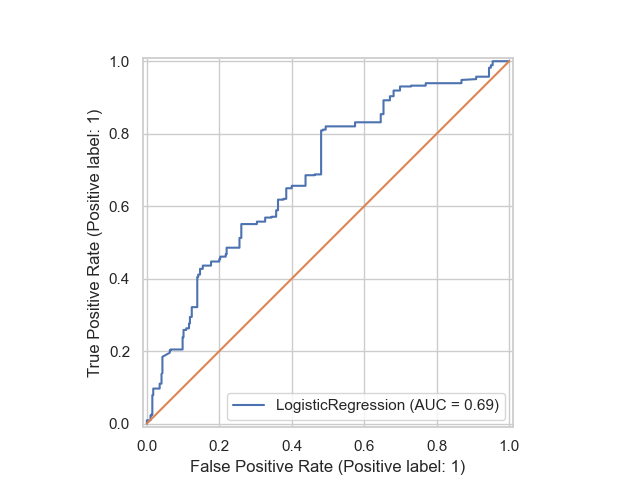 1.0
0.8
0.6
0.4
0.2
0.0
True Positive Rate (Positive label: 1)
LogisticRegression (AUC = 0.69)
0.0 0.2 0.4 0.6 0.8 1.0
False Positive Rate (Positive label: 1)